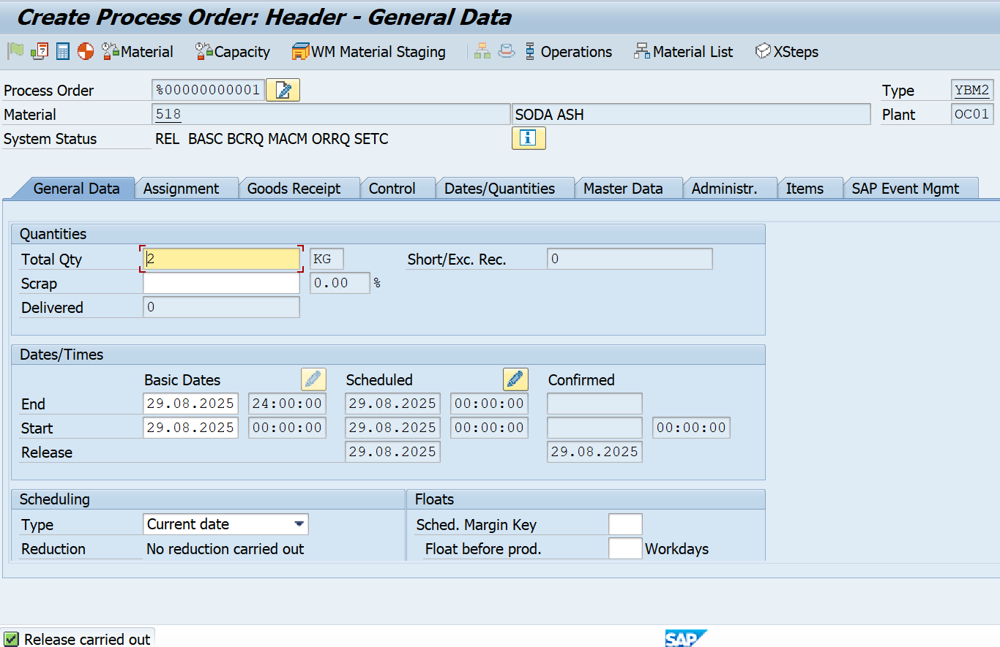 Create Process Order: Header - General Data
Material Capacity WM Material Staging Operations Material List XSteps
Process Order %00000000001 Type YBM2
Material 518 SODA ASH Plant OC01
System Status REL BASC BCRQ MACM ORRQ SETC
General Data Assignment Goods Receipt Control Dates/Quantities Master Data Administr. Items SAP Event Mgmt
Quantities
Total Qty 2 KG Short/Exc. Rec. 0
Scrap 0.00 %
Delivered 0
Dates/Times
Basic Dates Scheduled Confirmed
End 29.08.2025 24:00:00 29.08.2025 00:00:00
Start 29.08.2025 00:00:00 29.08.2025 00:00:00 00:00:00
Release 29.08.2025 29.08.2025
Scheduling Floats
Type Current date Sched. Margin Key
Reduction No reduction carried out Float before prod. Workdays
Release carried out SAP